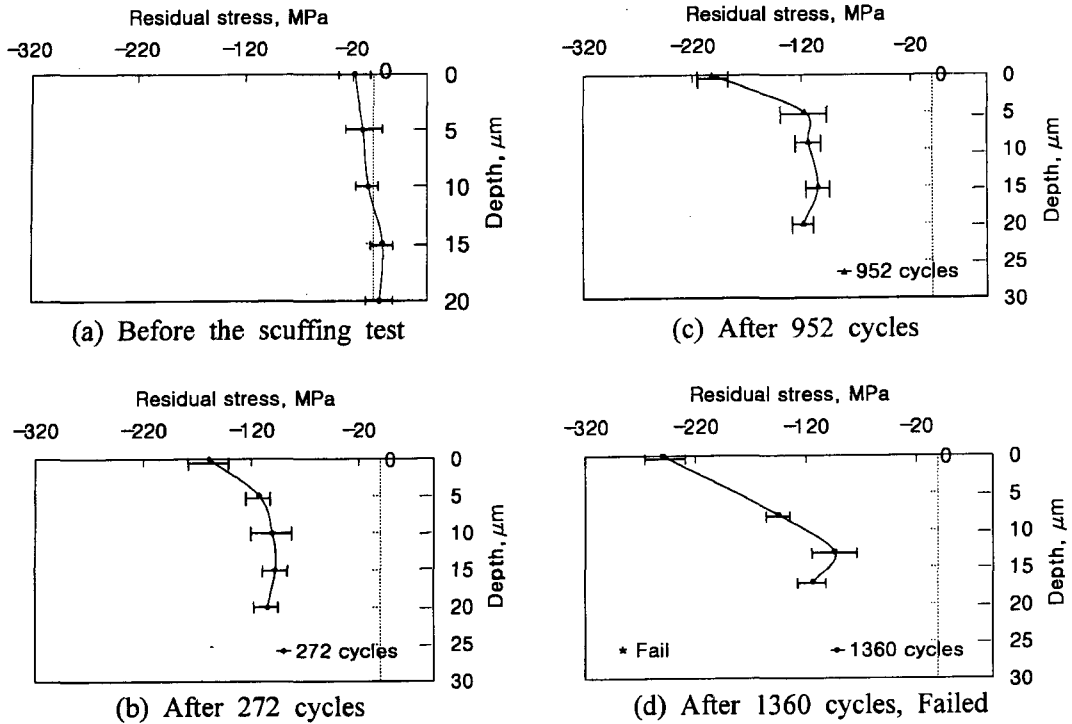 Residual stress, MPa
−320 −220 −120 −20
0
0
5
10
15
20
Depth, μm
(a) Before the scuffing test
Residual stress, MPa
−320 −220 −120 −20
0
0
5
10
15
20
25
30
Depth, μm
272 cycles
(b) After 272 cycles
Residual stress, MPa
−320 −220 −120 −20
0
0
5
10
15
20
25
30
Depth, μm
952 cycles
(c) After 952 cycles
Residual stress, MPa
−320 −220 −120 −20
0
0
5
10
15
20
25
30
Depth, μm
Fail
1360 cycles
(d) After 1360 cycles, Failed